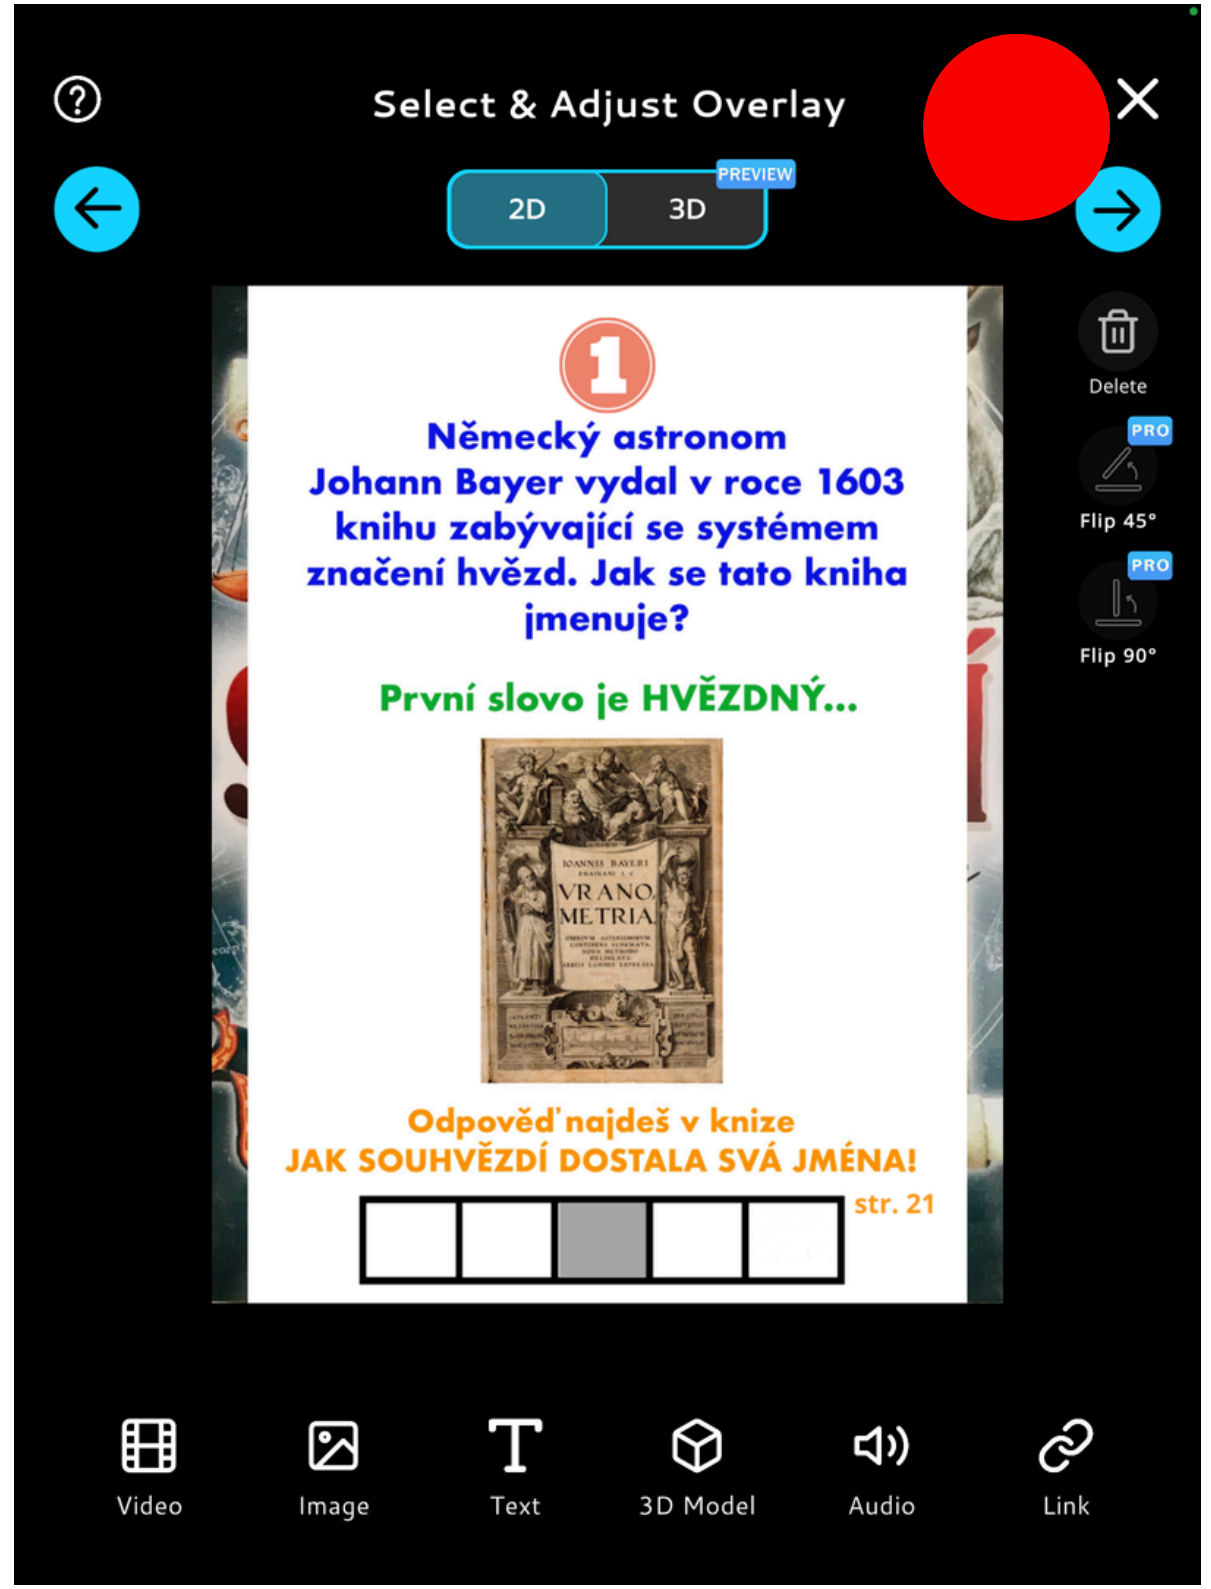 Select & Adjust Overlay
PREVIEW
2D
3D
1
Německý astronom
Johann Bayer vydal v roce 1603
knihu zabývající se systémem
značení hvězd. Jak se tato kniha
jmenuje?
První slovo je HVĚZDNÝ...
IOANNIS BAYERI
VRANO
METRIA
Odpověď najdeš v knize
JAK SOUHVĚZDÍ DOSTALA SVÁ JMÉNA!
str. 21
Delete
PRO
Flip 45°
PRO
Flip 90°
Video
Image
Text
3D Model
Audio
Link